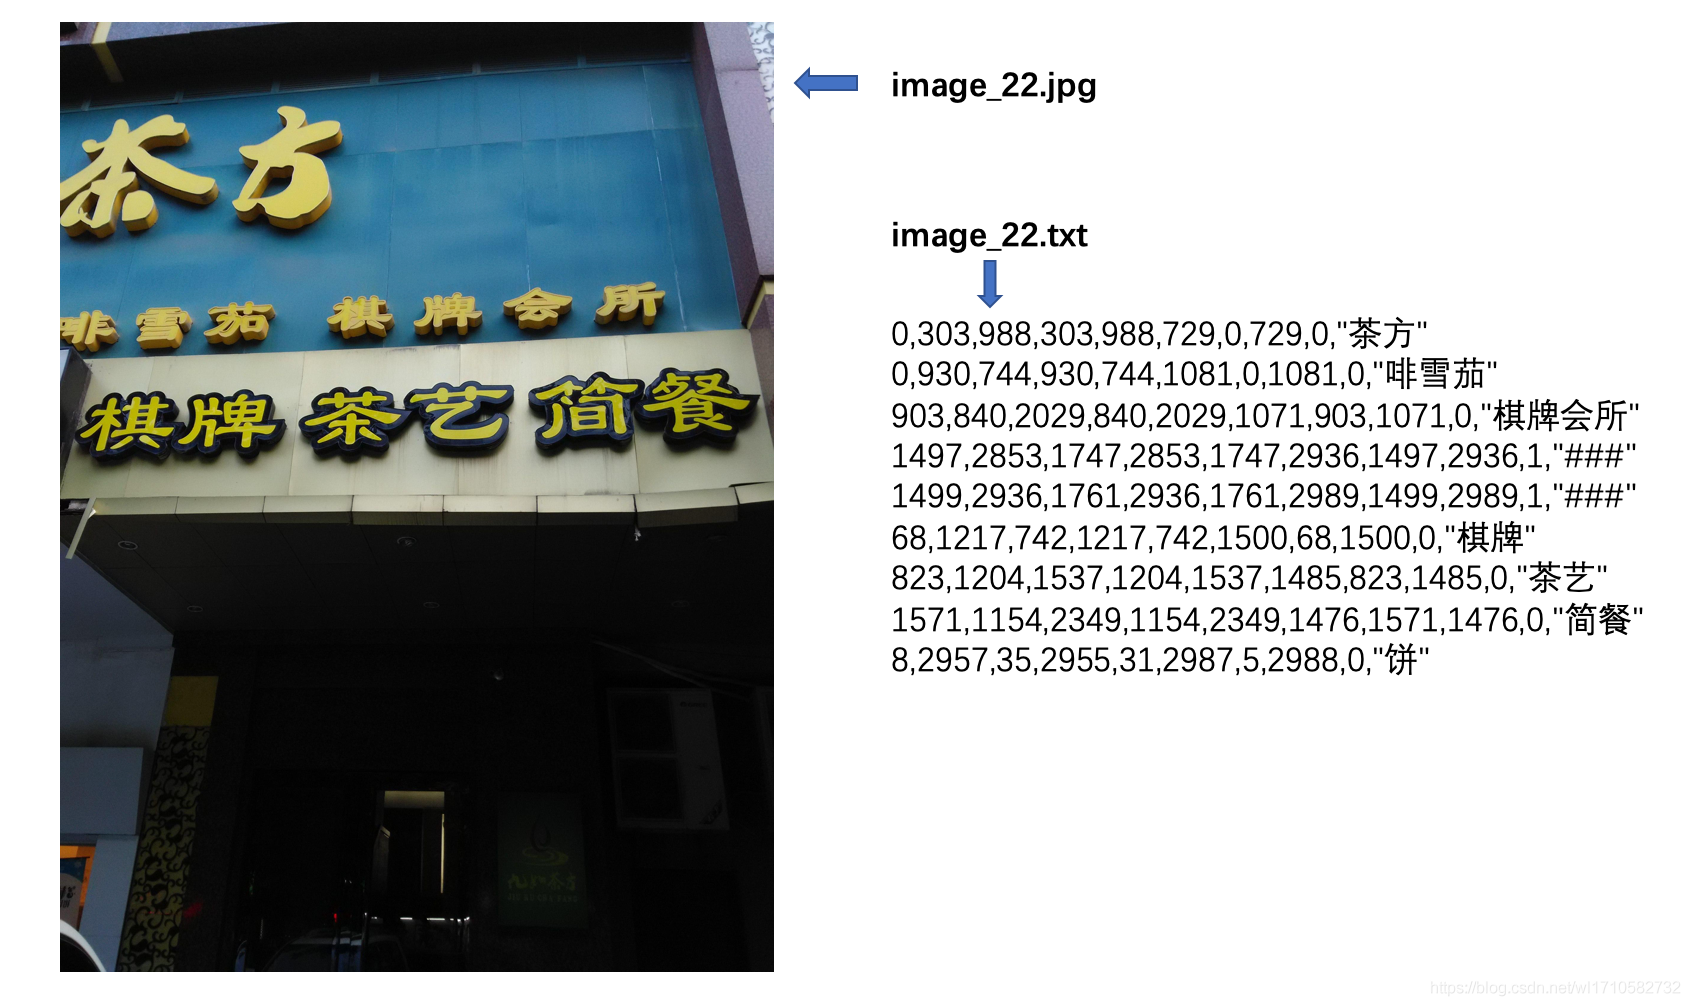 茶方
啡雪茄 棋牌会所
棋牌 茶艺 简餐
image_22.jpg
image_22.txt
0,303,988,303,988,729,0,729,0,"茶方"
0,930,744,930,744,1081,0,1081,0,"啡雪茄"
903,840,2029,840,2029,1071,903,1071,0,"棋牌会所"
1497,2853,1747,2853,1747,2936,1497,2936,1,"###"
1499,2936,1761,2936,1761,2989,1499,2989,1,"###"
68,1217,742,1217,742,1500,68,1500,0,"棋牌"
823,1204,1537,1204,1537,1485,823,1485,0,"茶艺"
1571,1154,2349,1154,2349,1476,1571,1476,0,"简餐"
8,2957,35,2955,31,2987,5,2988,0,"饼"
https://blog.csdn.net/wl1710582732